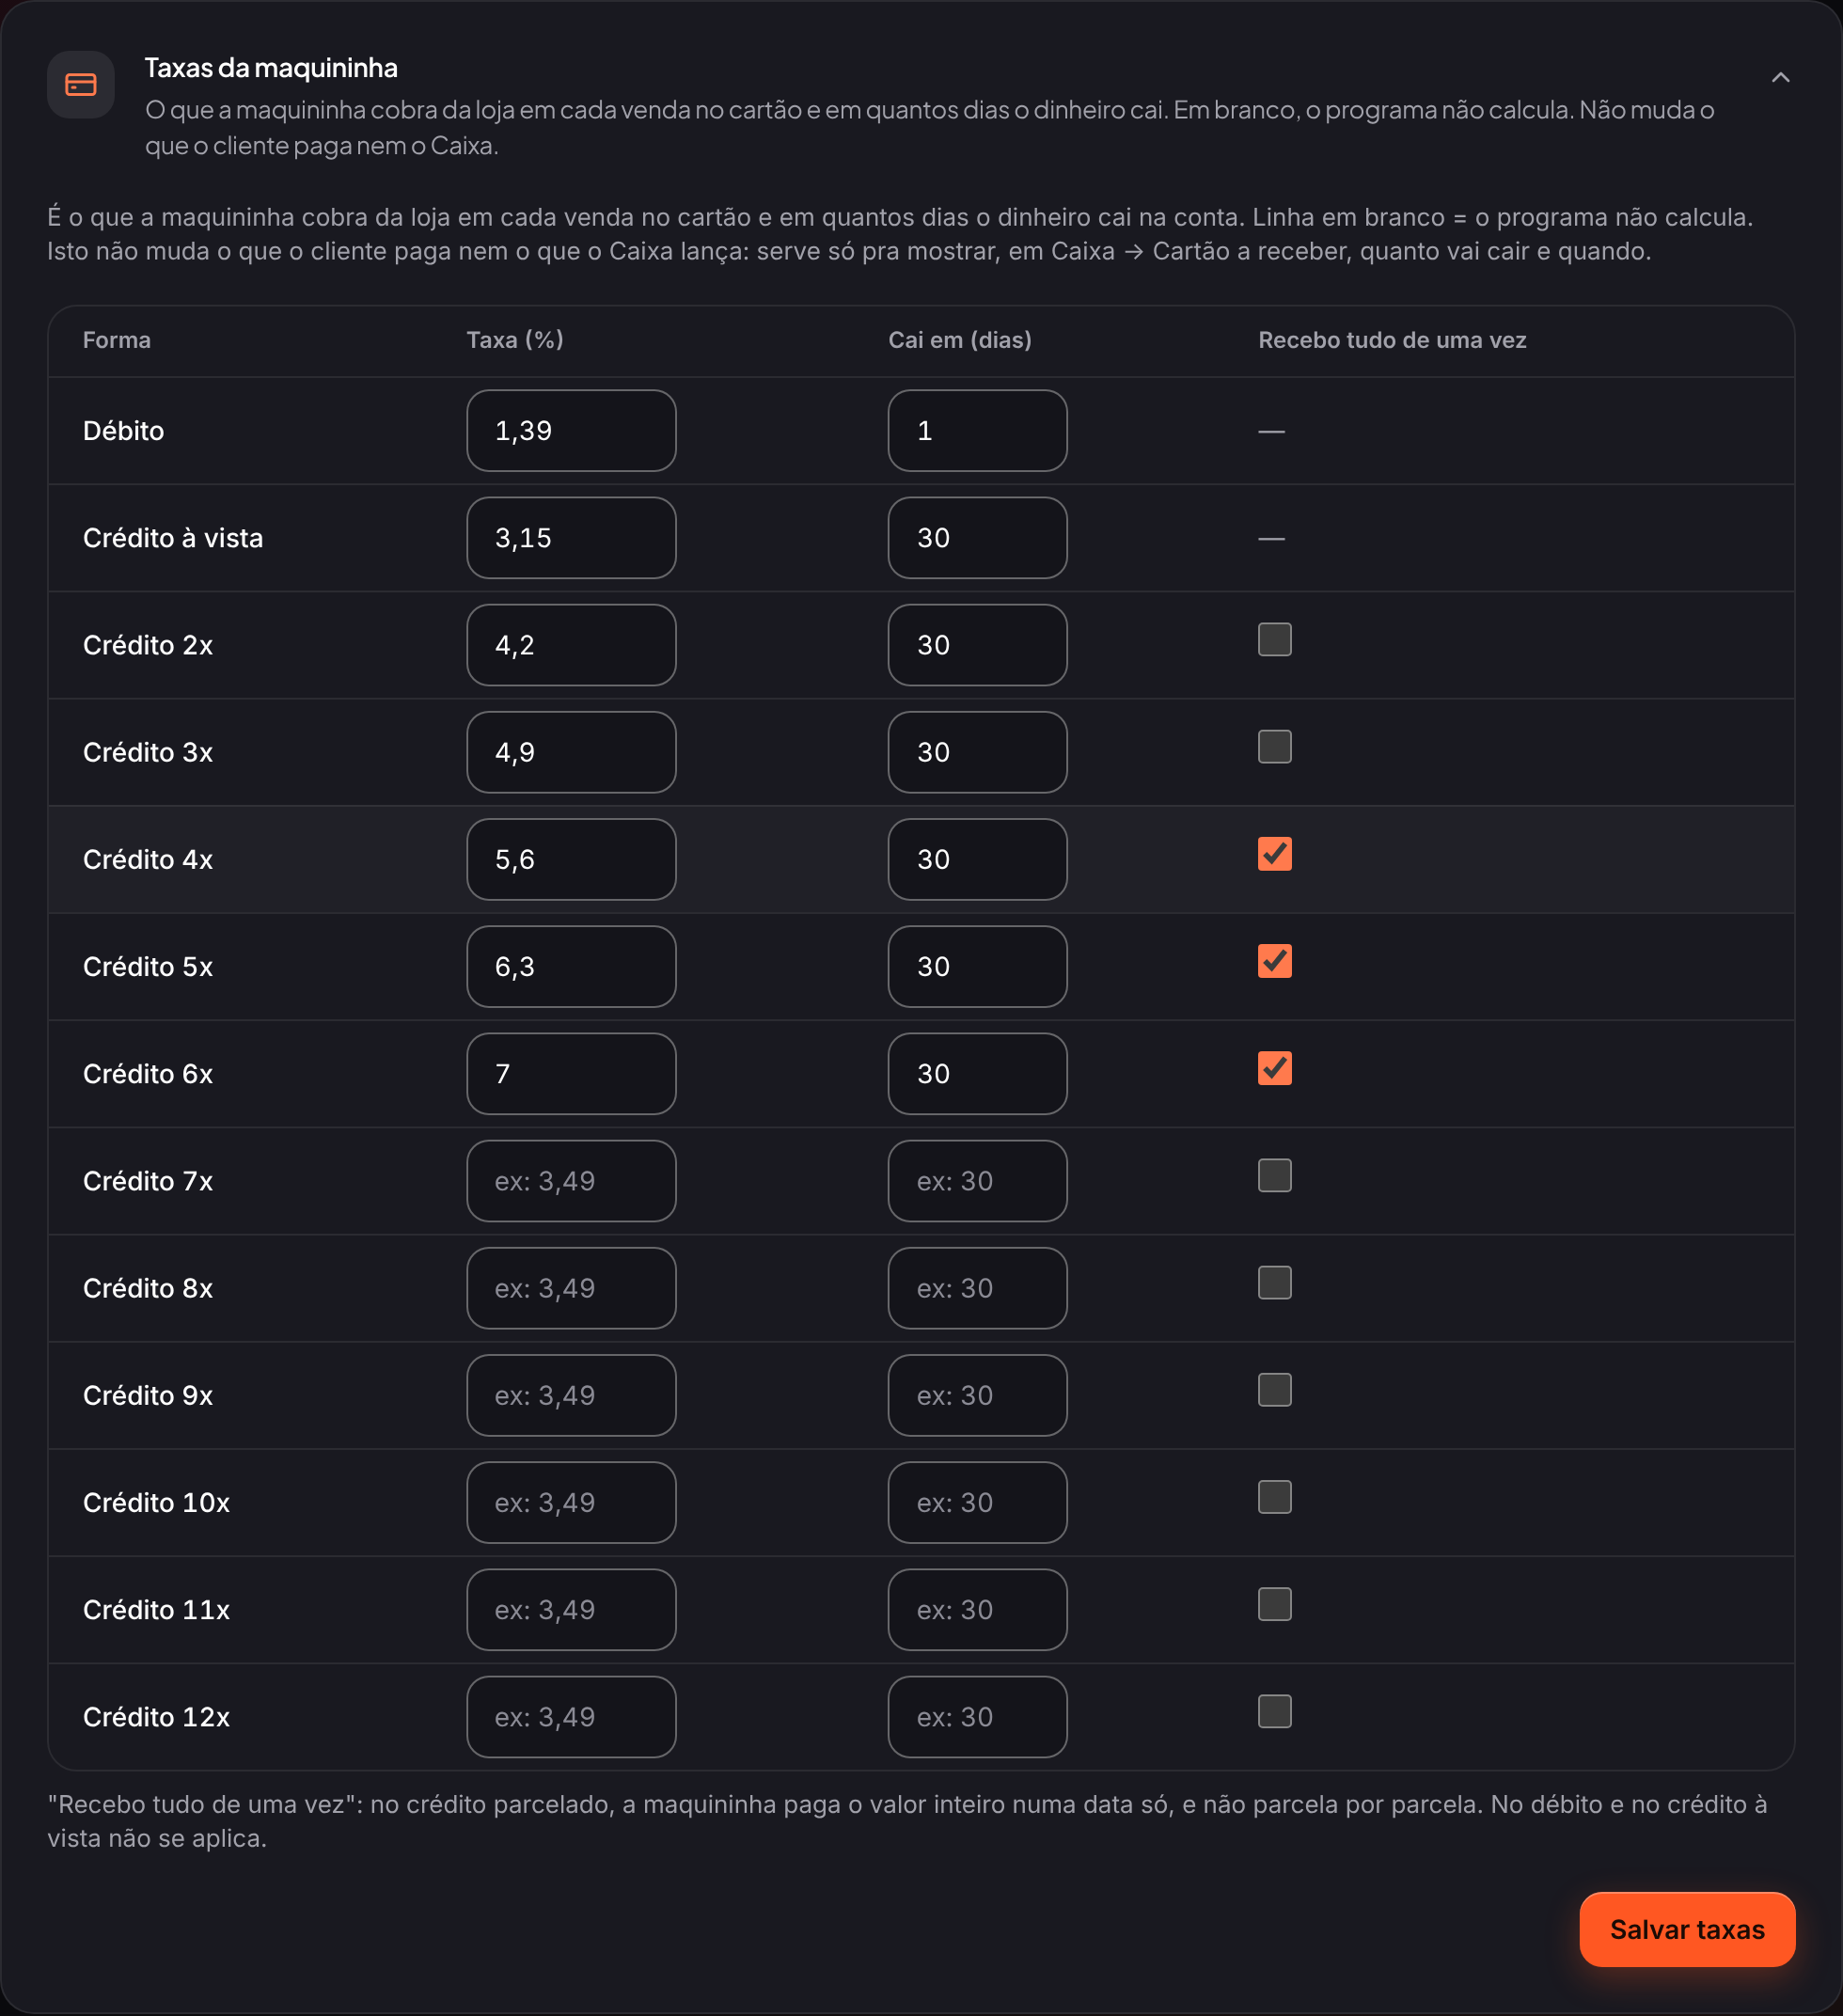 Taxas da maquininha
O que a maquininha cobra da loja em cada venda no cartão e em quantos dias o dinheiro cai. Em branco, o programa não calcula. Não muda o
que o cliente paga nem o Caixa.
É o que a maquininha cobra da loja em cada venda no cartão e em quantos dias o dinheiro cai na conta. Linha em branco = o programa não calcula.
Isto não muda o que o cliente paga nem o que o Caixa lança: serve só pra mostrar, em Caixa → Cartão a receber, quanto vai cair e quando.
Forma Taxa (%) Cai em (dias) Recebo tudo de uma vez
Débito 1,39 1 —
Crédito à vista 3,15 30 —
Crédito 2x 4,2 30
Crédito 3x 4,9 30
Crédito 4x 5,6 30
Crédito 5x 6,3 30
Crédito 6x 7 30
Crédito 7x ex: 3,49 ex: 30
Crédito 8x ex: 3,49 ex: 30
Crédito 9x ex: 3,49 ex: 30
Crédito 10x ex: 3,49 ex: 30
Crédito 11x ex: 3,49 ex: 30
Crédito 12x ex: 3,49 ex: 30
"Recebo tudo de uma vez": no crédito parcelado, a maquininha paga o valor inteiro numa data só, e não parcela por parcela. No débito e no crédito à
vista não se aplica.
Salvar taxas